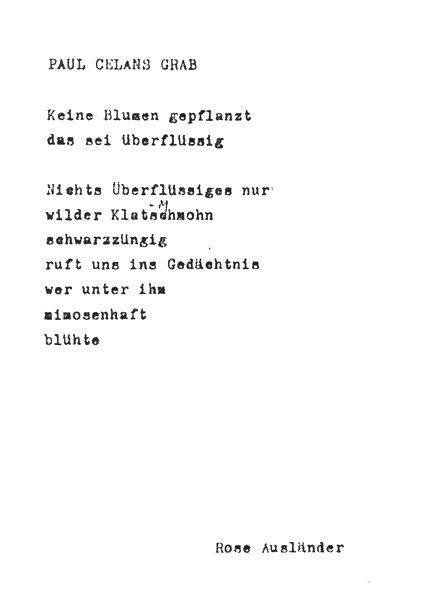 PAUL CELANS GRAB
Keine Blumen gepflanzt
das sei überflüssig
Nichts Überflüssiges nur
wilder Klatschmohn
-M
schwarzzüngig
ruft uns ins Gedächtnis
wer unter ihm
mimosenhaft
blühte
Rose Ausländer